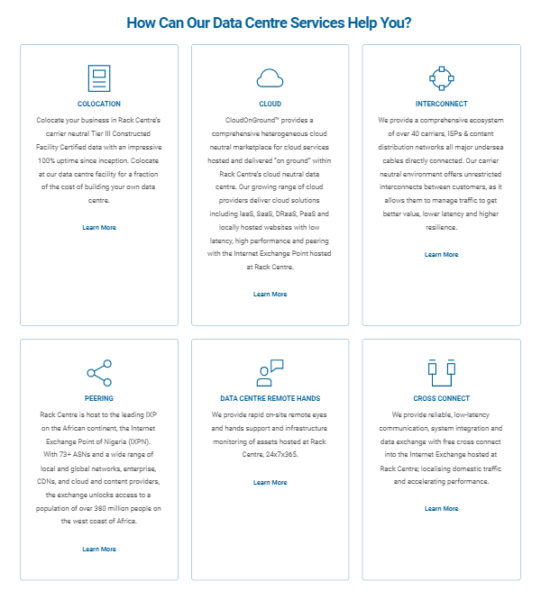 How Can Our Data Centre Services Help You?
COLOCATION
Colocate your business in Rack Centre's
carrier neutral Tier III Constructed
Facility Certified data with an impressive
100% uptime since inception. Colocate
at our data centre facility for a fraction
of the cost of building your own data
centre.
Learn More
CLOUD
CloudOnGround™ provides a
comprehensive heterogeneous cloud
neutral marketplace for cloud services
hosted and delivered "on ground" within
Rack Centre's cloud neutral data
centre. Our growing range of cloud
providers deliver cloud solutions
including IaaS, SaaS, DRaaS, PaaS and
locally hosted websites with low
latency, high performance and peering
with the Internet Exchange Point hosted
at Rack Centre.
Learn More
INTERCONNECT
We provide a comprehensive ecosystem
of over 40 carriers, ISPs & content
distribution networks all major undersea
cables directly connected. Our carrier
neutral environment offers unrestricted
interconnects between customers, as it
allows them to manage traffic to get
better value, lower latency and higher
resilience.
Learn More
PEERING
Rack Centre is host to the leading IXP
on the African continent, the Internet
Exchange Point of Nigeria (IXPN).
With 73+ ASNs and a wide range of
local and global networks, enterprise,
CDNs, and cloud and content providers,
the exchange unlocks access to a
population of over 380 million people on
the west coast of Africa.
Learn More
DATA CENTRE REMOTE HANDS
We provide rapid on-site remote eyes
and hands support and infrastructure
monitoring of assets hosted at Rack
Centre, 24x7x365.
Learn More
CROSS CONNECT
We provide reliable, low-latency
communication, system integration and
data exchange with free cross connect
into the Internet Exchange hosted at
Rack Centre; localising domestic traffic
and accelerating performance.
Learn More